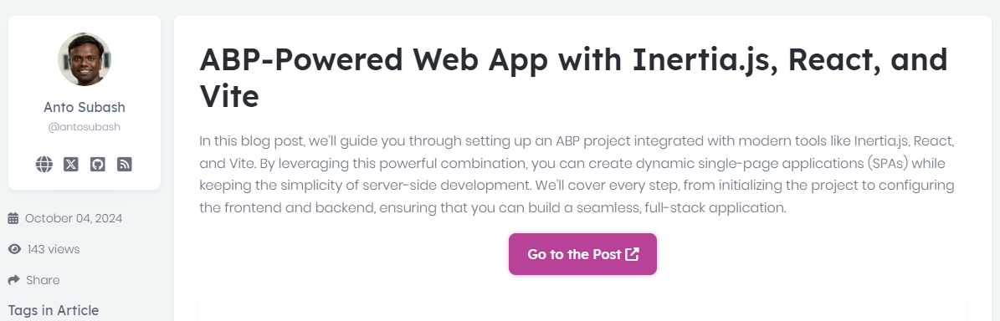 Anto Subash
@antosubash
October 04, 2024
143 views
Share
Tags in Article
ABP-Powered Web App with Inertia.js, React, and
Vite
In this blog post, we'll guide you through setting up an ABP project integrated with modern tools like Inertia.js, React,
and Vite. By leveraging this powerful combination, you can create dynamic single-page applications (SPAs) while
keeping the simplicity of server-side development. We'll cover every step, from initializing the project to configuring
the frontend and backend, ensuring that you can build a seamless, full-stack application.
Go to the Post